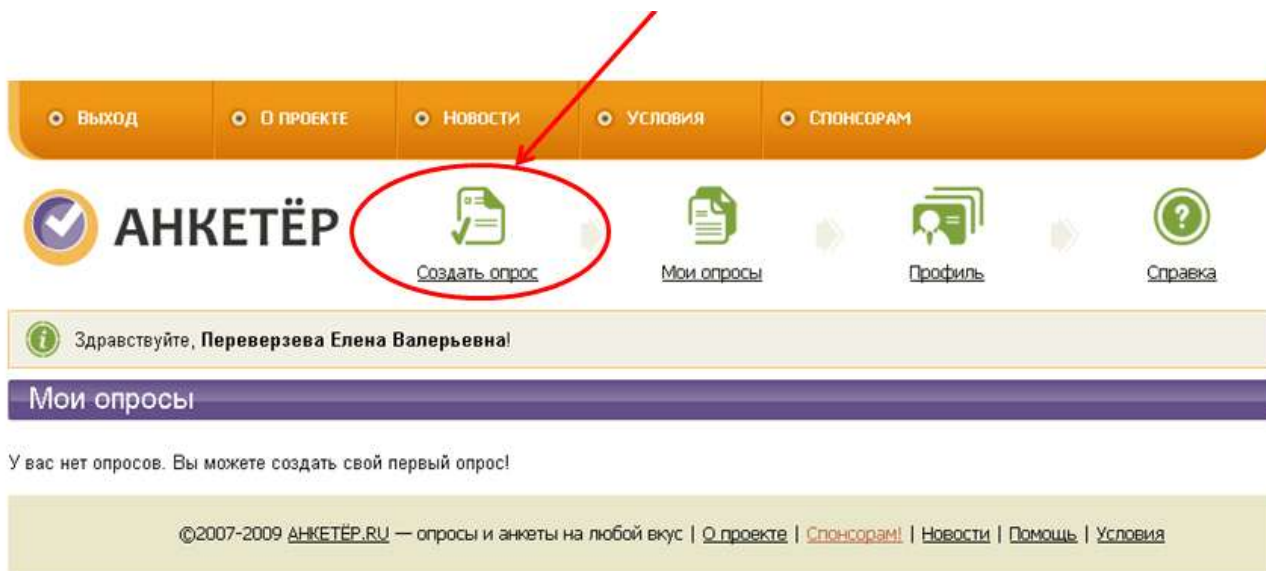 Выход О проекте Новости Условия Спонсорам
АНКЕТЁР
Создать опрос Мои опросы Профиль Справка
Здравствуйте, Переверзева Елена Валерьевна!
Мои опросы
У вас нет опросов. Вы можете создать свой первый опрос!
©2007-2009 АНКЕТЁР.RU — опросы и анкеты на любой вкус | О проекте | Спонсорам! | Новости | Помощь | Условия